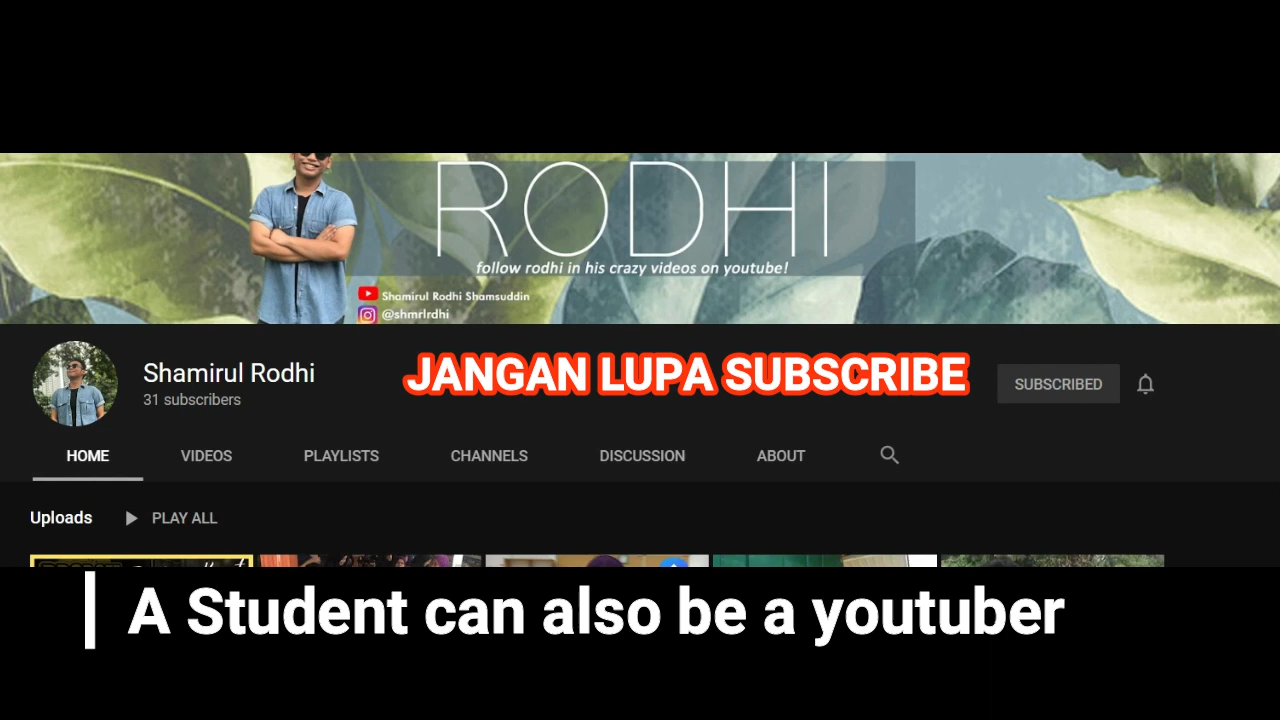 RODHI
follow rodhi in his crazy videos on youtube!
Shamirul Rodhi Shamsuddin
@shmrlrdhi
Shamirul Rodhi
31 subscribers
JANGAN LUPA SUBSCRIBE
SUBSCRIBED
HOME VIDEOS PLAYLISTS CHANNELS DISCUSSION ABOUT
Uploads PLAY ALL
A Student can also be a youtuber